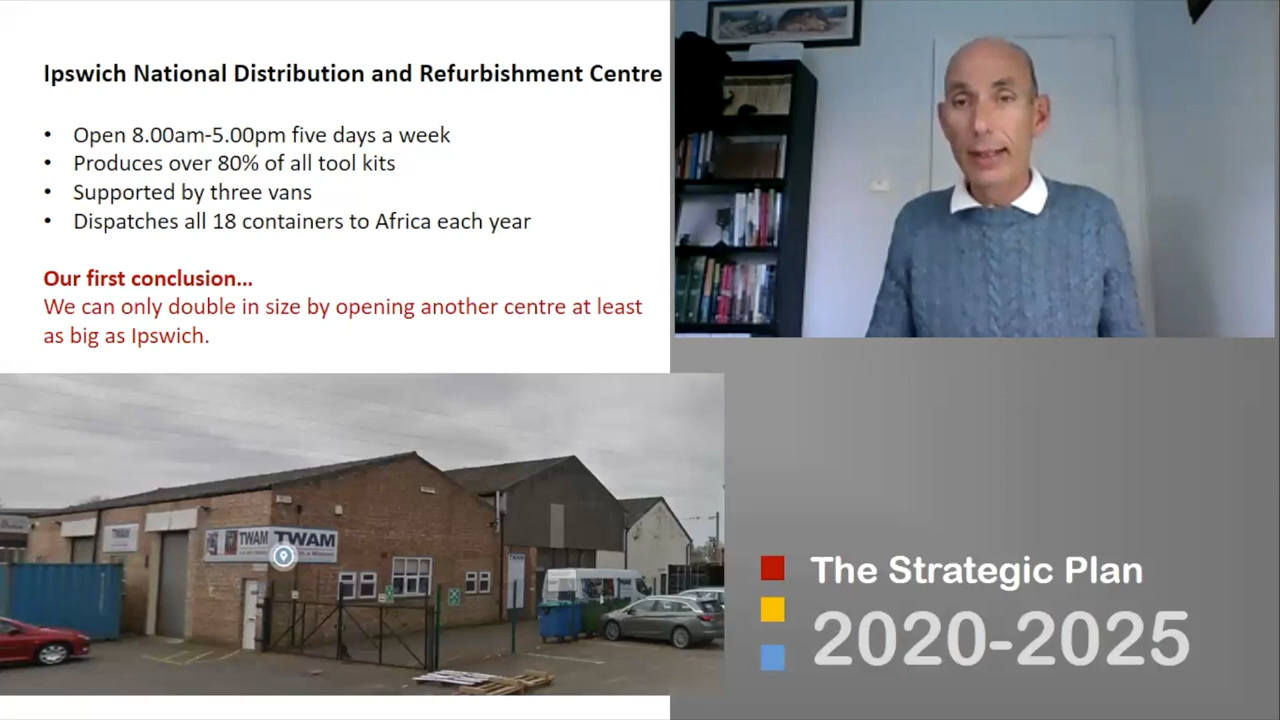 Ipswich National Distribution and Refurbishment Centre
• Open 8.00am-5.00pm five days a week
• Produces over 80% of all tool kits
• Supported by three vans
• Dispatches all 18 containers to Africa each year
Our first conclusion...
We can only double in size by opening another centre at least
as big as Ipswich.
TWAM TWAM
The Strategic Plan
2020-2025